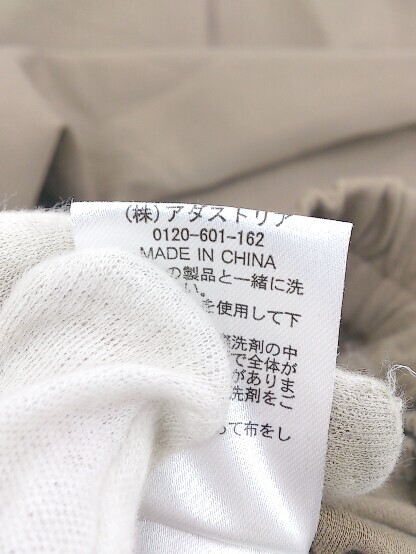 (株) アダストリア
0120-601-162
MADE IN CHINA
の製品と一緒に洗
い。
を使用して下
洗剤の中
で全体が
がありま
洗剤をご
って布をし